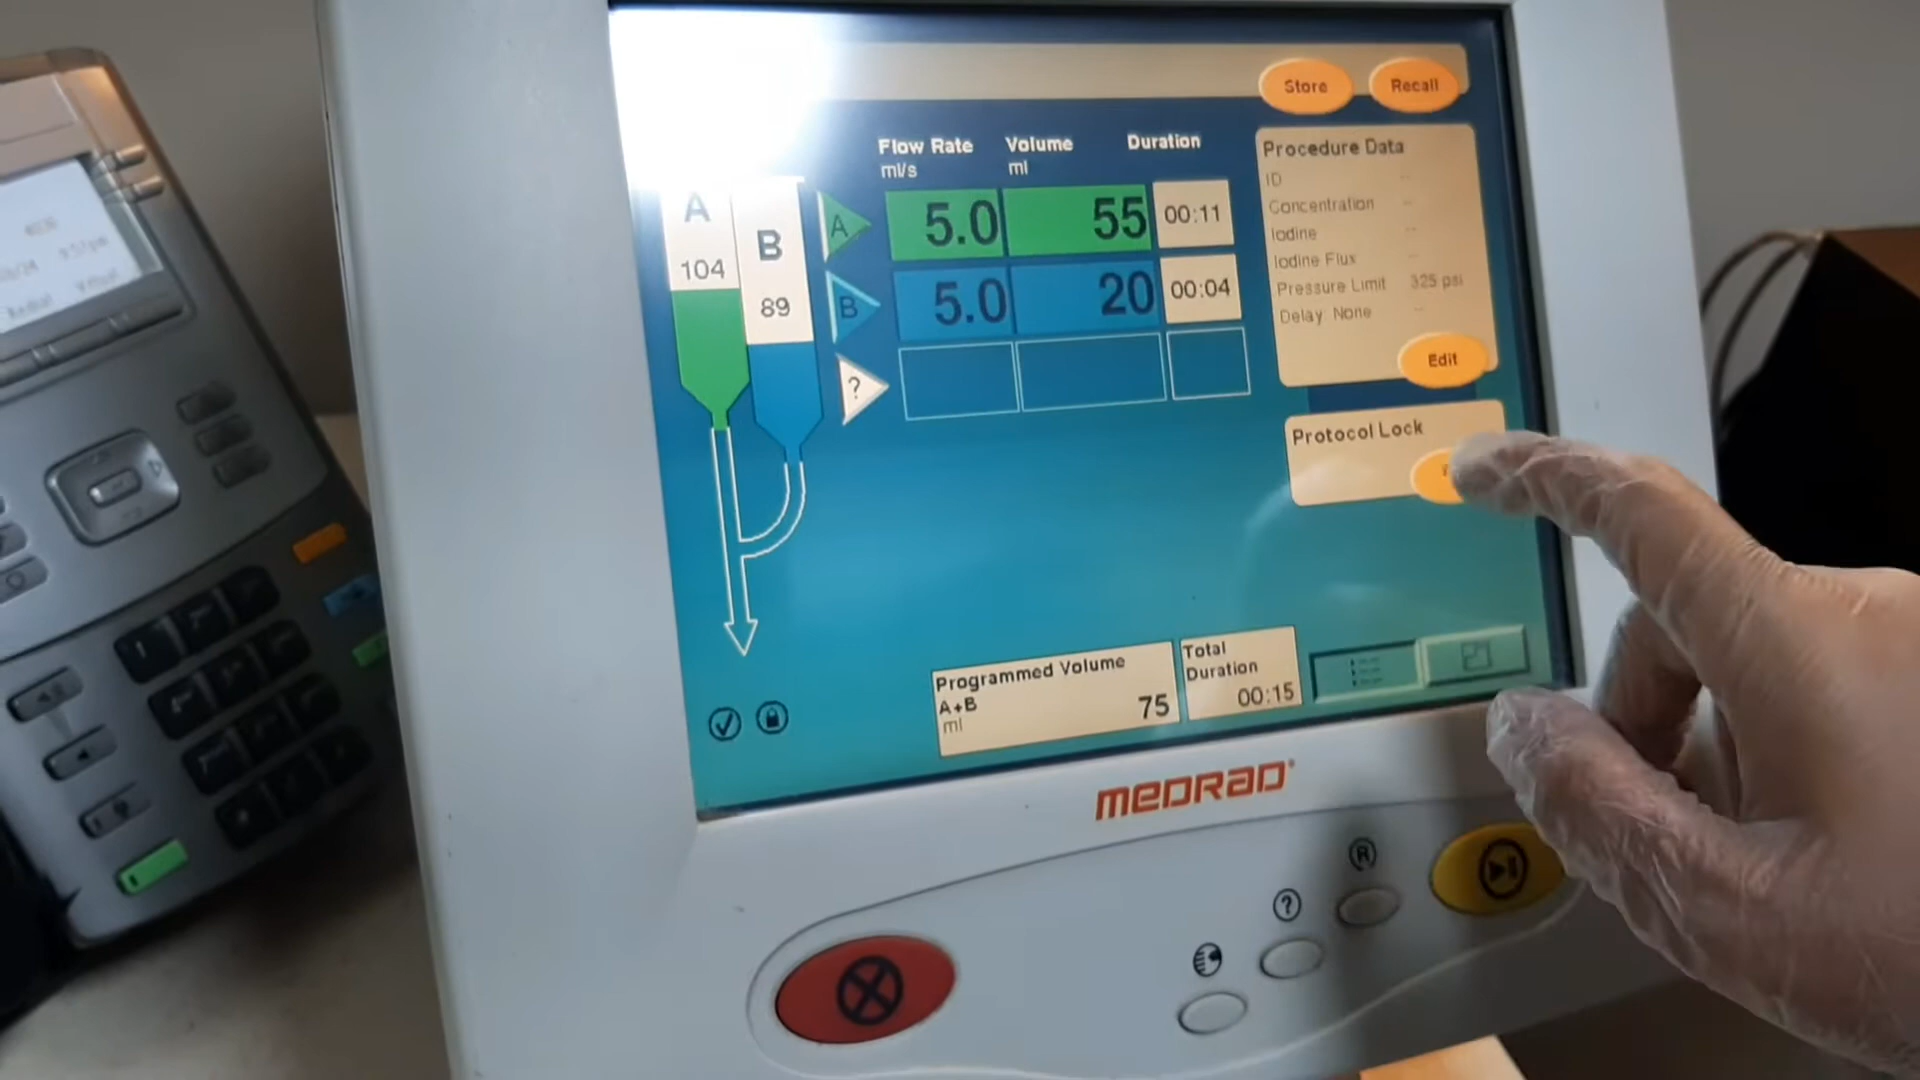 Store Recall
Flow Rate Volume Duration
ml/s ml
A A 5.0 55 00:11
104
B B 5.0 20 00:04
89
?
Procedure Data
ID --
Concentration --
Iodine --
Iodine Flux --
Pressure Limit 325 psi
Delay: None --
Edit
Protocol Lock
Programmed Volume
A+B
ml 75
Total
Duration
00:15
MEDRAD
R
?